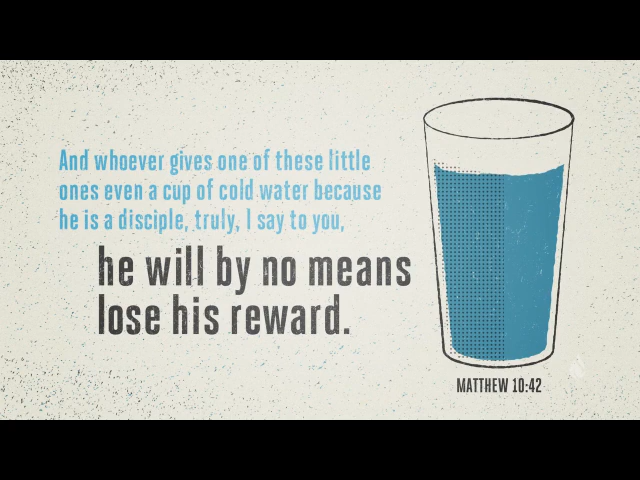 And whoever gives one of these little
ones even a cup of cold water because
he is a disciple, truly, I say to you,
he will by no means
lose his reward.
MATTHEW 10:42